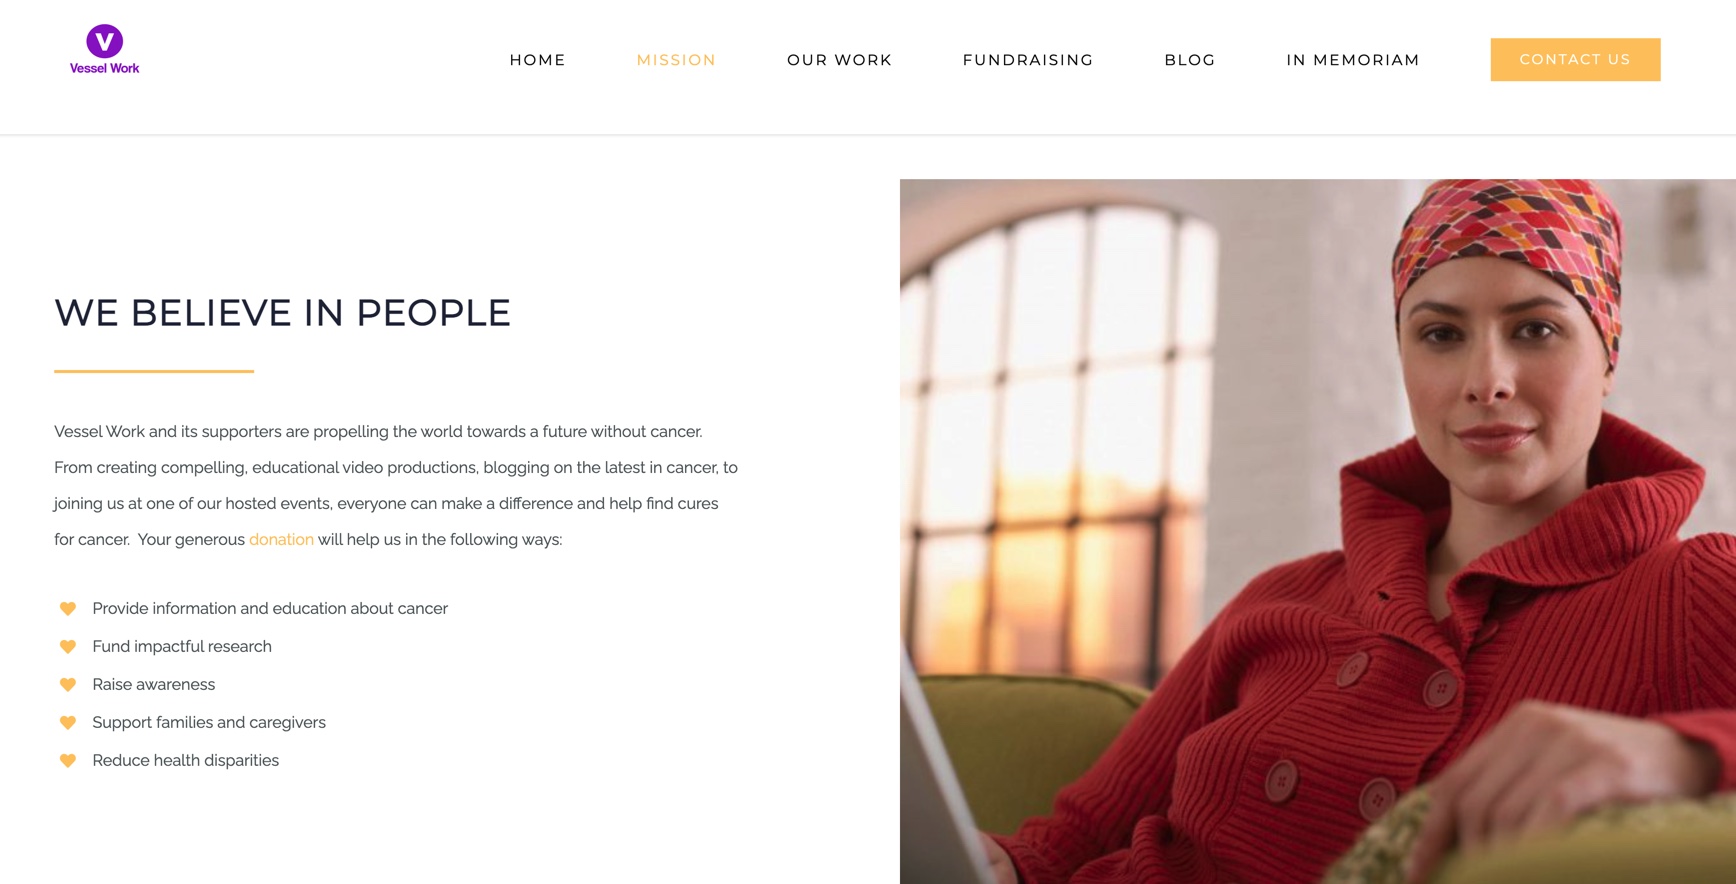 V
Vessel Work
HOME
MISSION
OUR WORK
FUNDRAISING
BLOG
IN MEMORIAM
CONTACT US
WE BELIEVE IN PEOPLE
Vessel Work and its supporters are propelling the world towards a future without cancer.
From creating compelling, educational video productions, blogging on the latest in cancer, to
joining us at one of our hosted events, everyone can make a difference and help find cures
for cancer.  Your generous donation will help us in the following ways:
Provide information and education about cancer
Fund impactful research
Raise awareness
Support families and caregivers
Reduce health disparities